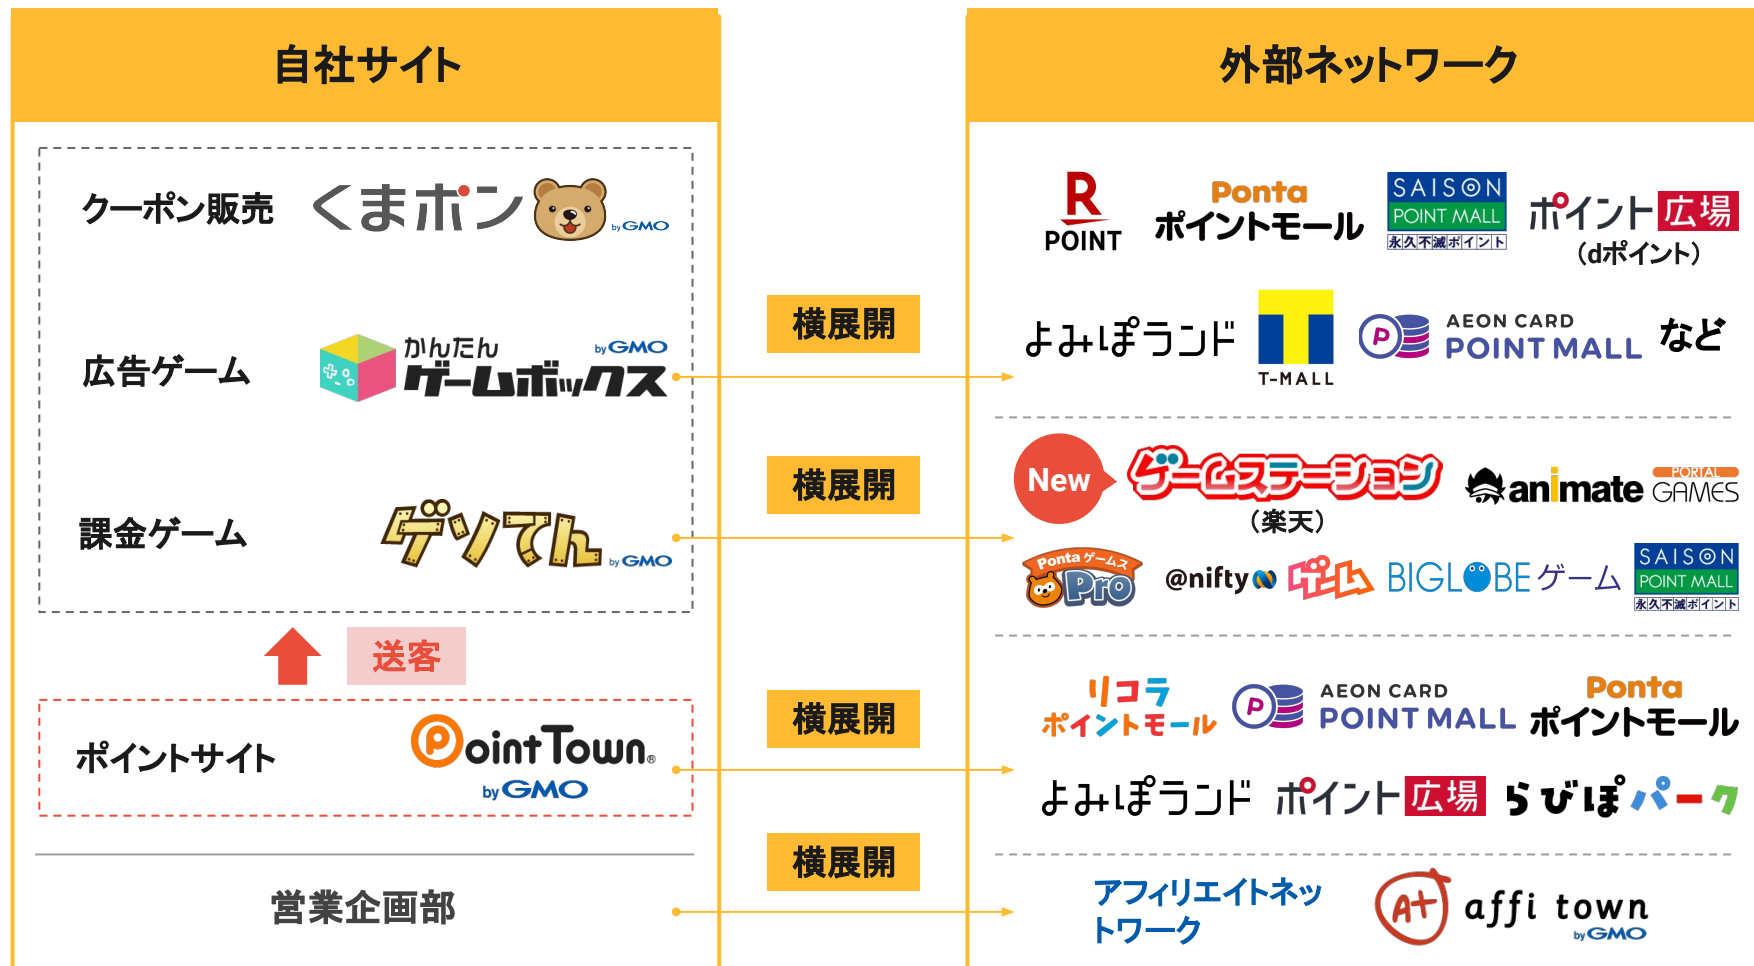 自社サイト
外部ネットワーク
クーポン販売
くまポン
by GMO
広告ゲーム
かんたん
by GMO
ゲームボックス
課金ゲーム
ゲソてん
by GMO
送客
ポイントサイト
PointTown®
by GMO
営業企画部
横展開
横展開
横展開
横展開
R
POINT
Ponta
ポイントモール
SAISON
POINT MALL
永久不滅ポイント
ポイント広場
(dポイント)
よみぽランド
T
T-MALL
P
AEON CARD
POINT MALL
など
New
ゲームステーション
(楽天)
animate
PORTAL
GAMES
Pontaゲームス
Pro
@nifty ゲーム
BIGLOBEゲーム
SAISON
POINT MALL
永久不滅ポイント
リコラ
ポイントモール
P
AEON CARD
POINT MALL
Ponta
ポイントモール
よみぽランド
ポイント広場
らびぽパーク
アフィリエイトネッ
トワーク
A+
affi town
by GMO